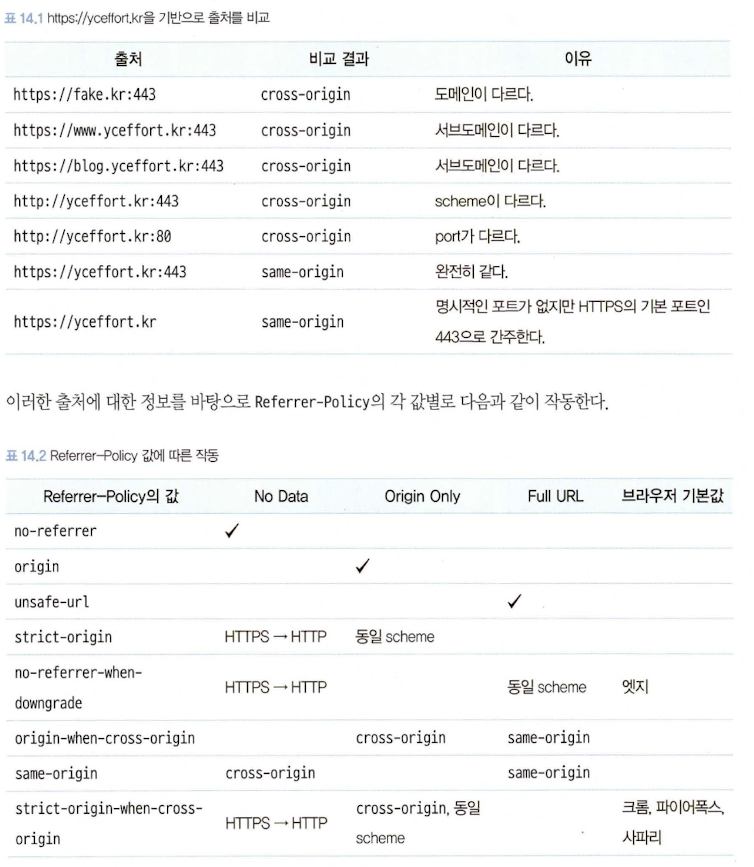 표 14.1 https://yceffort.kr을 기반으로 출처를 비교
출처 비교 결과 이유
https://fake.kr:443 cross-origin 도메인이 다르다.
https://www.yceffort.kr:443 cross-origin 서브도메인이 다르다.
https://blog.yceffort.kr:443 cross-origin 서브도메인이 다르다.
http://yceffort.kr:443 cross-origin scheme이 다르다.
http://yceffort.kr:80 cross-origin port가 다르다.
https://yceffort.kr:443 same-origin 완전히 같다.
명시적인 포트가 없지만 HTTPS의 기본 포트인
https://yceffort.kr same-origin
443으로 간주한다.
이러한 출처에 대한 정보를 바탕으로 Referrer-Policy의 각 값별로 다음과 같이 작동한다.
표 14.2 Referrer-Policy 값에 따른 작동
Referrer-Policy의 값 No Data Origin Only Full URL 브라우저 기본값
no-referrer ✓
origin ✓
unsafe-url ✓
strict-origin HTTPS → HTTP 동일 scheme
no-referrer-when-
HTTPS → HTTP 동일 scheme 엣지
downgrade
origin-when-cross-origin cross-origin same-origin
same-origin cross-origin same-origin
strict-origin-when-cross- cross-origin, 동일 크롬, 파이어폭스,
HTTPS → HTTP
origin scheme 사파리